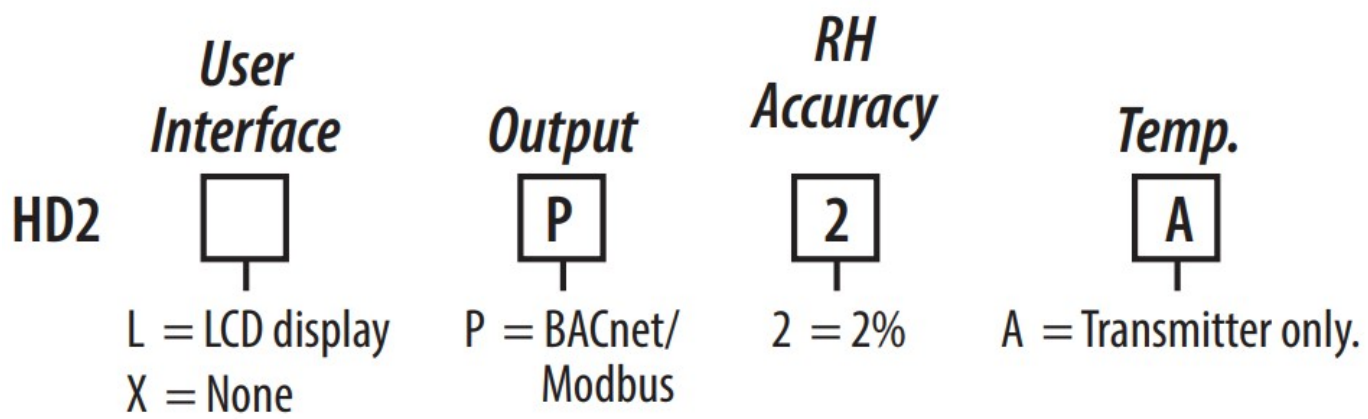 User
Interface
Output
RH
Accuracy
Temp.
HD2
P
2
A
L = LCD display
X = None
P = BACnet/
Modbus
2 = 2%
A = Transmitter only.